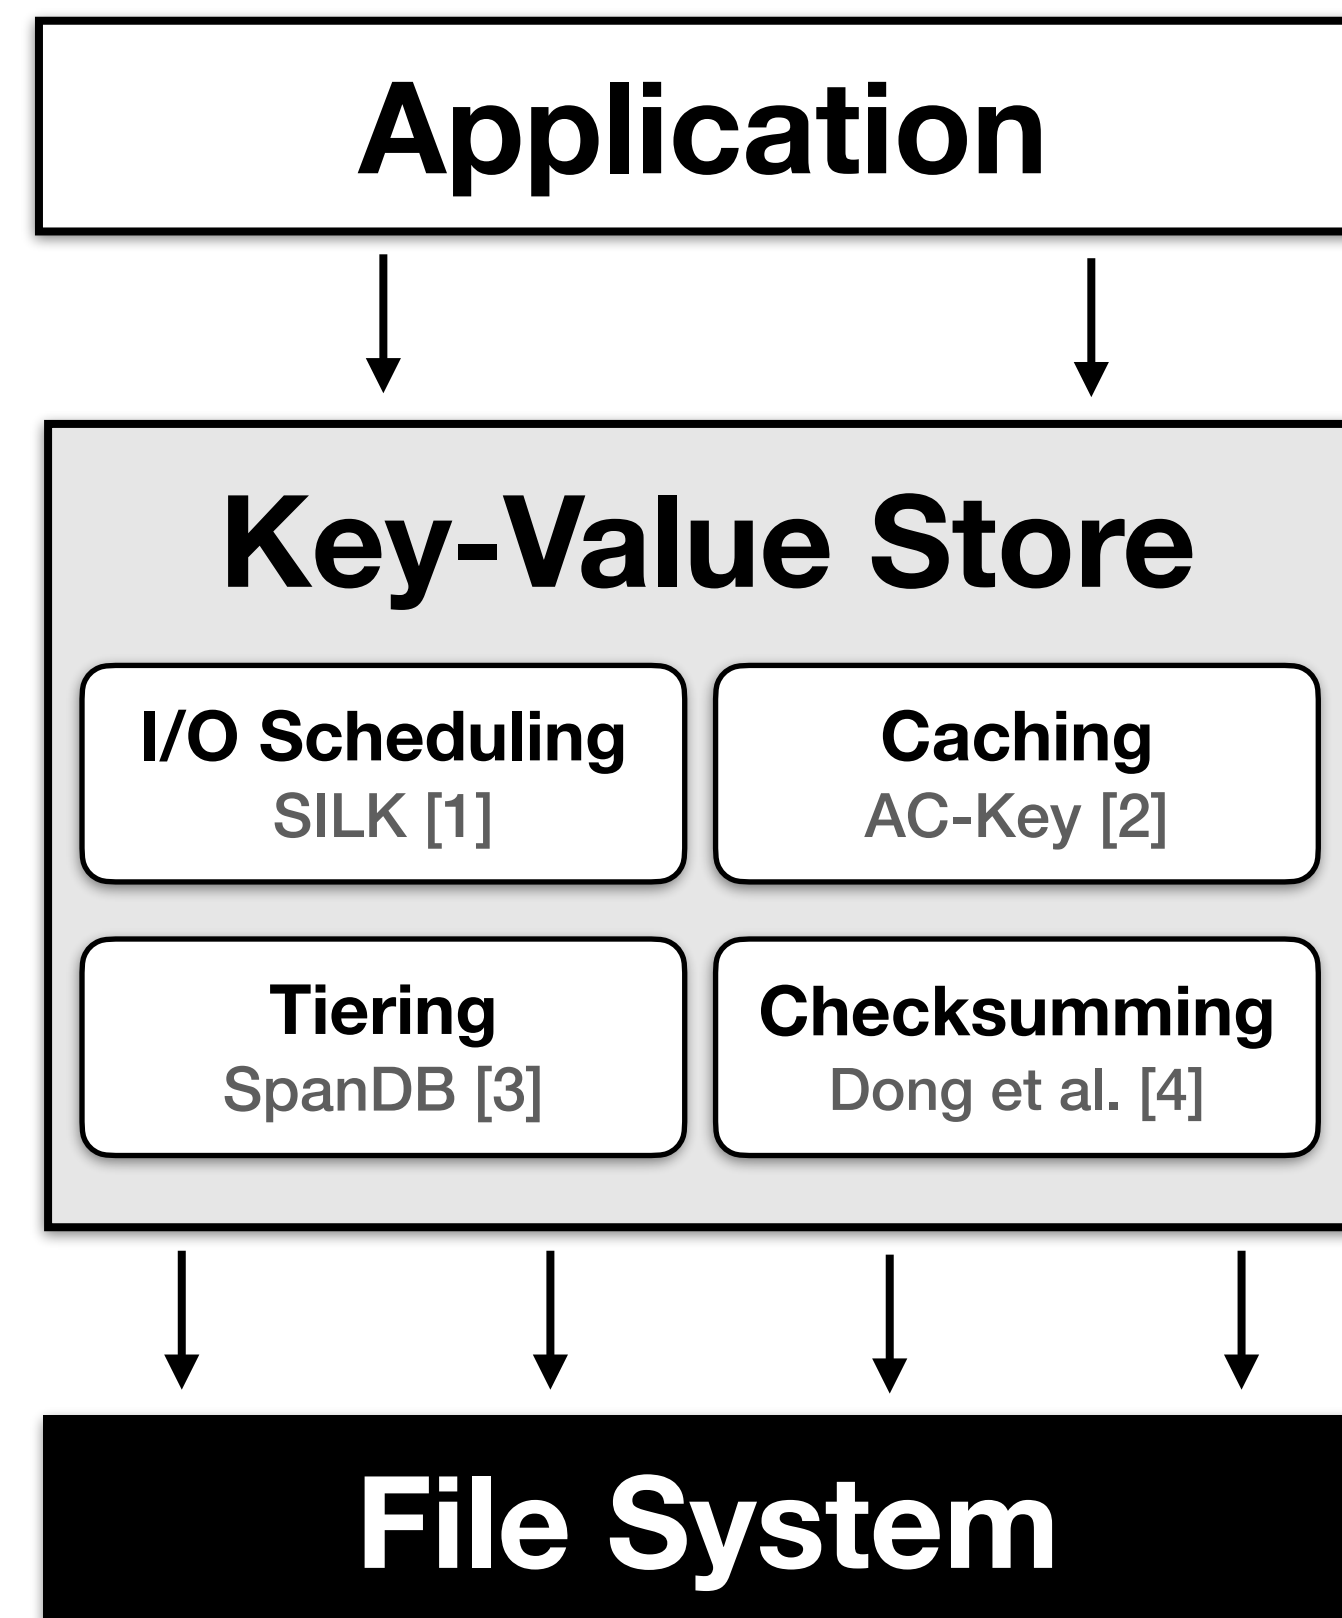 Application
Key-Value Store
I/O Scheduling
SILK [1]
Caching
AC-Key [2]
Tiering
SpanDB [3]
Checksumming
Dong et al. [4]
File System